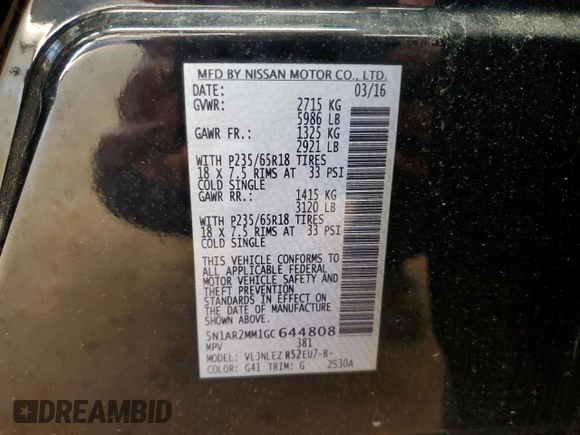 MFD BY NISSAN MOTOR CO., LTD.
DATE: 03/16
GVWR: 2715 KG
5986 LB
GAWR FR.: 1325 KG
2921 LB
WITH P235/65R18 TIRES
18 X 7.5 RIMS AT 33 PSI
COLD SINGLE
GAWR RR.: 1415 KG
3120 LB
WITH P235/65R18 TIRES
18 X 7.5 RIMS AT 33 PSI
COLD SINGLE
THIS VEHICLE CONFORMS TO
ALL APPLICABLE FEDERAL
MOTOR VEHICLE SAFETY AND
THEFT PREVENTION
STANDARDS IN EFFECT ON
THE DATE OF MANUFACTURE
SHOWN ABOVE.
5N1AR2MM1GC644808
MPV 381
MODEL: VLJNLEZ R52EU7-B-
COLOR: G41 TRIM: G ZS30A
DREAMBID